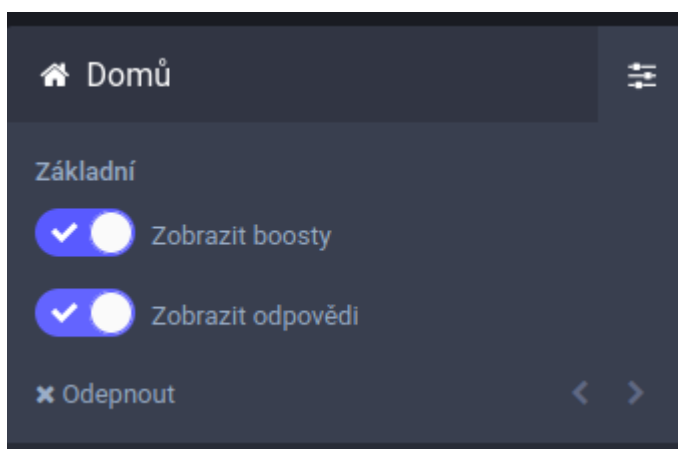 Domů
Základní
Zobrazit boosty
Zobrazit odpovědi
Odepnout